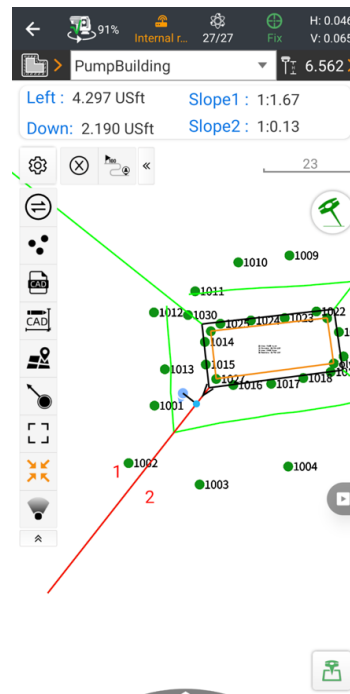 91%
Internal r...
27/27
Fix
H: 0.046
V: 0.065
PumpBuilding
6.562
Left : 4.297 USft
Slope1 : 1:1.67
Down: 2.190 USft
Slope2 : 1:0.13
23
CAD
CAD
1009
1010
1011
1012
1030
1022
1023
1024
1025
1014
1015
1013
1027
1016
1017
1018
1001
1002
1
1004
2
1003